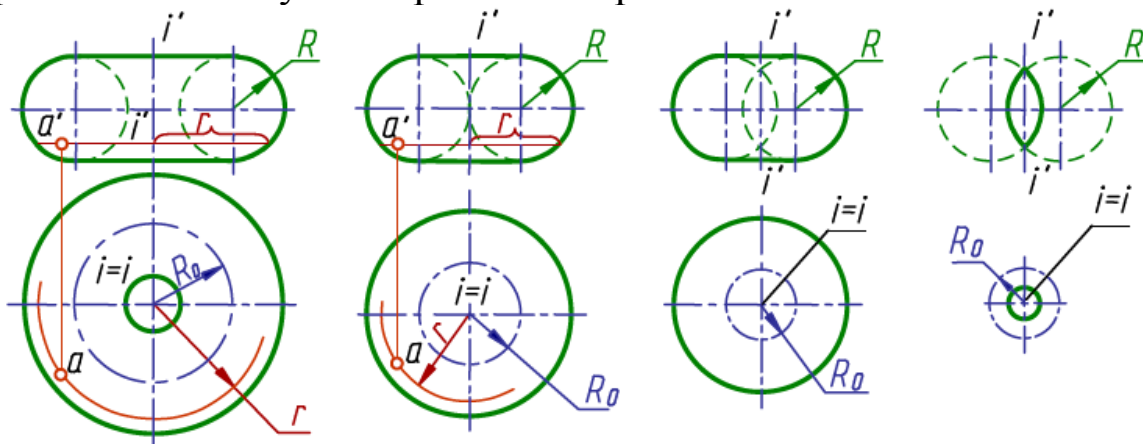 i' i' i' i'
R R R R
a' i' r a' r
i' i'
i=i R₀ i=i i=i i=i
r R₀
a a
R₀ R₀
r